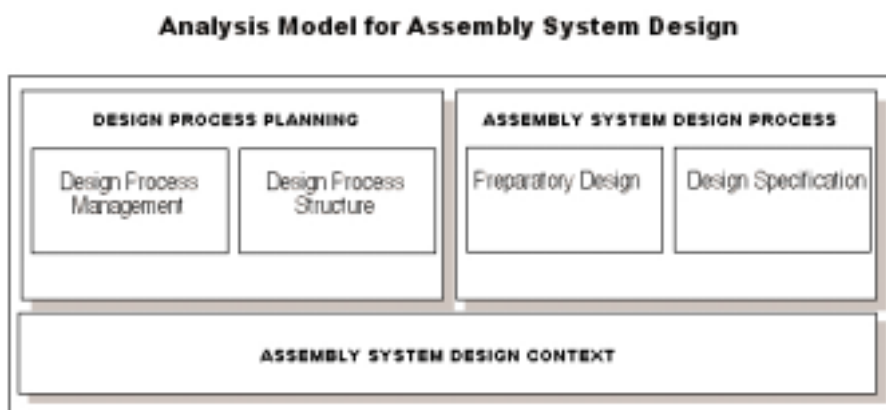 Analysis Model for Assembly System Design
DESIGN PROCESS PLANNING
ASSEMBLY SYSTEM DESIGN PROCESS
Design Process
Management
Design Process
Structure
Preparatory Design
Design Specification
ASSEMBLY SYSTEM DESIGN CONTEXT